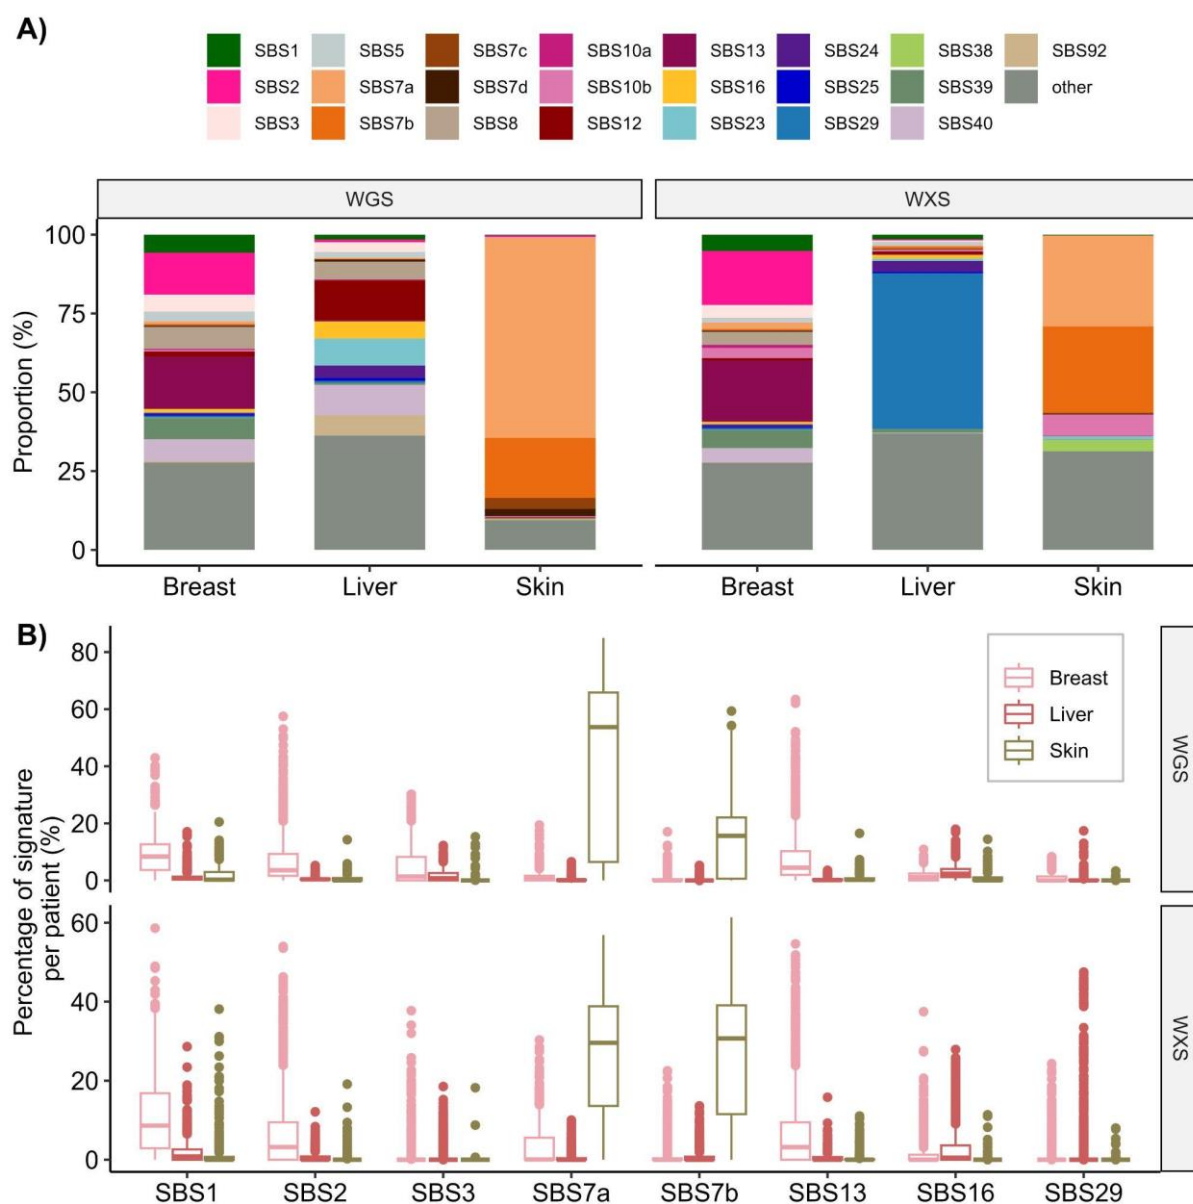 A)
SBS1 SBS5 SBS7c SBS10a SBS13 SBS24 SBS38 SBS92
SBS2 SBS7a SBS7d SBS10b SBS16 SBS25 SBS39 other
SBS3 SBS7b SBS8 SBS12 SBS23 SBS29 SBS40
WGS WXS
Proportion (%)
100
75
50
25
0
Breast Liver Skin Breast Liver Skin
B)
Percentage of signature
per patient (%)
80
60
40
20
0
Breast
Liver
Skin
WGS
60
40
20
0
WXS
SBS1 SBS2 SBS3 SBS7a SBS7b SBS13 SBS16 SBS29